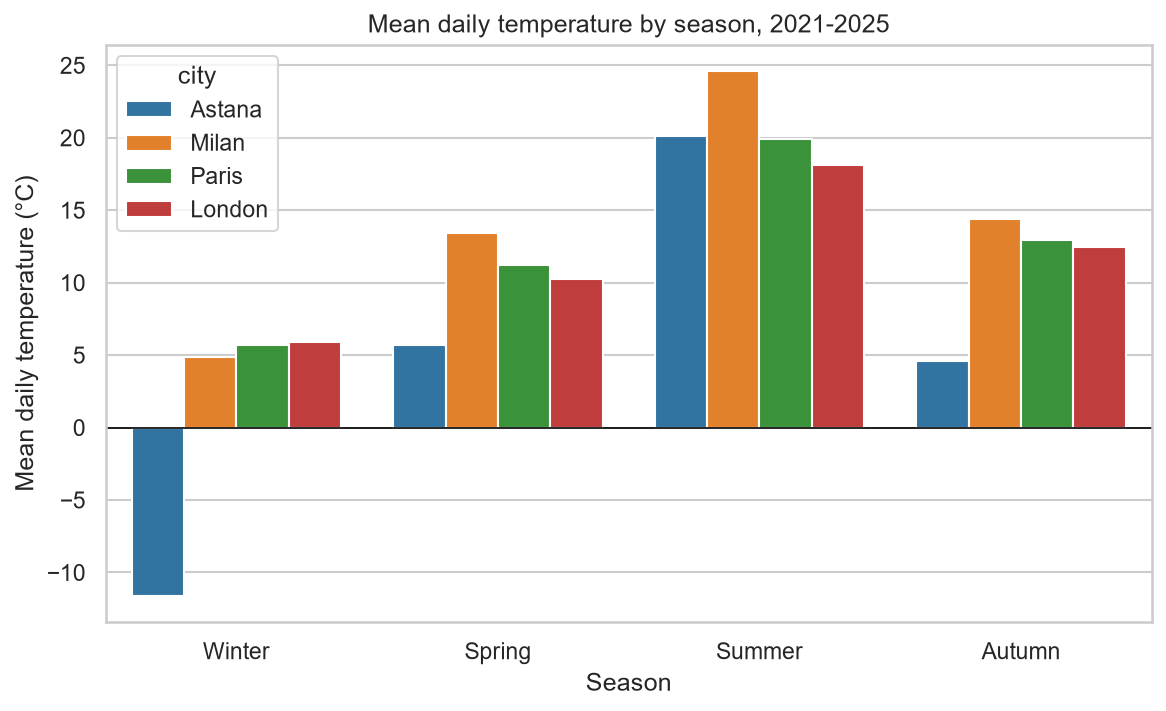 Mean daily temperature by season, 2021-2025
city
Astana
Milan
Paris
London
Mean daily temperature (°C)
25
20
15
10
5
0
−5
−10
Winter
Spring
Summer
Autumn
Season